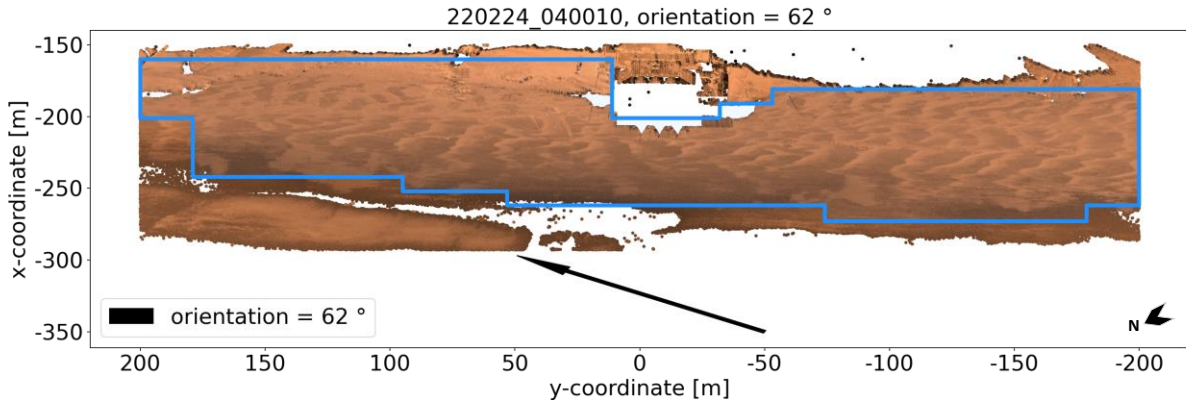 220224_040010, orientation = 62 °
-150
-200
-250
-300
-350
x-coordinate [m]
orientation = 62 °
N
200 150 100 50 0 -50 -100 -150 -200
y-coordinate [m]